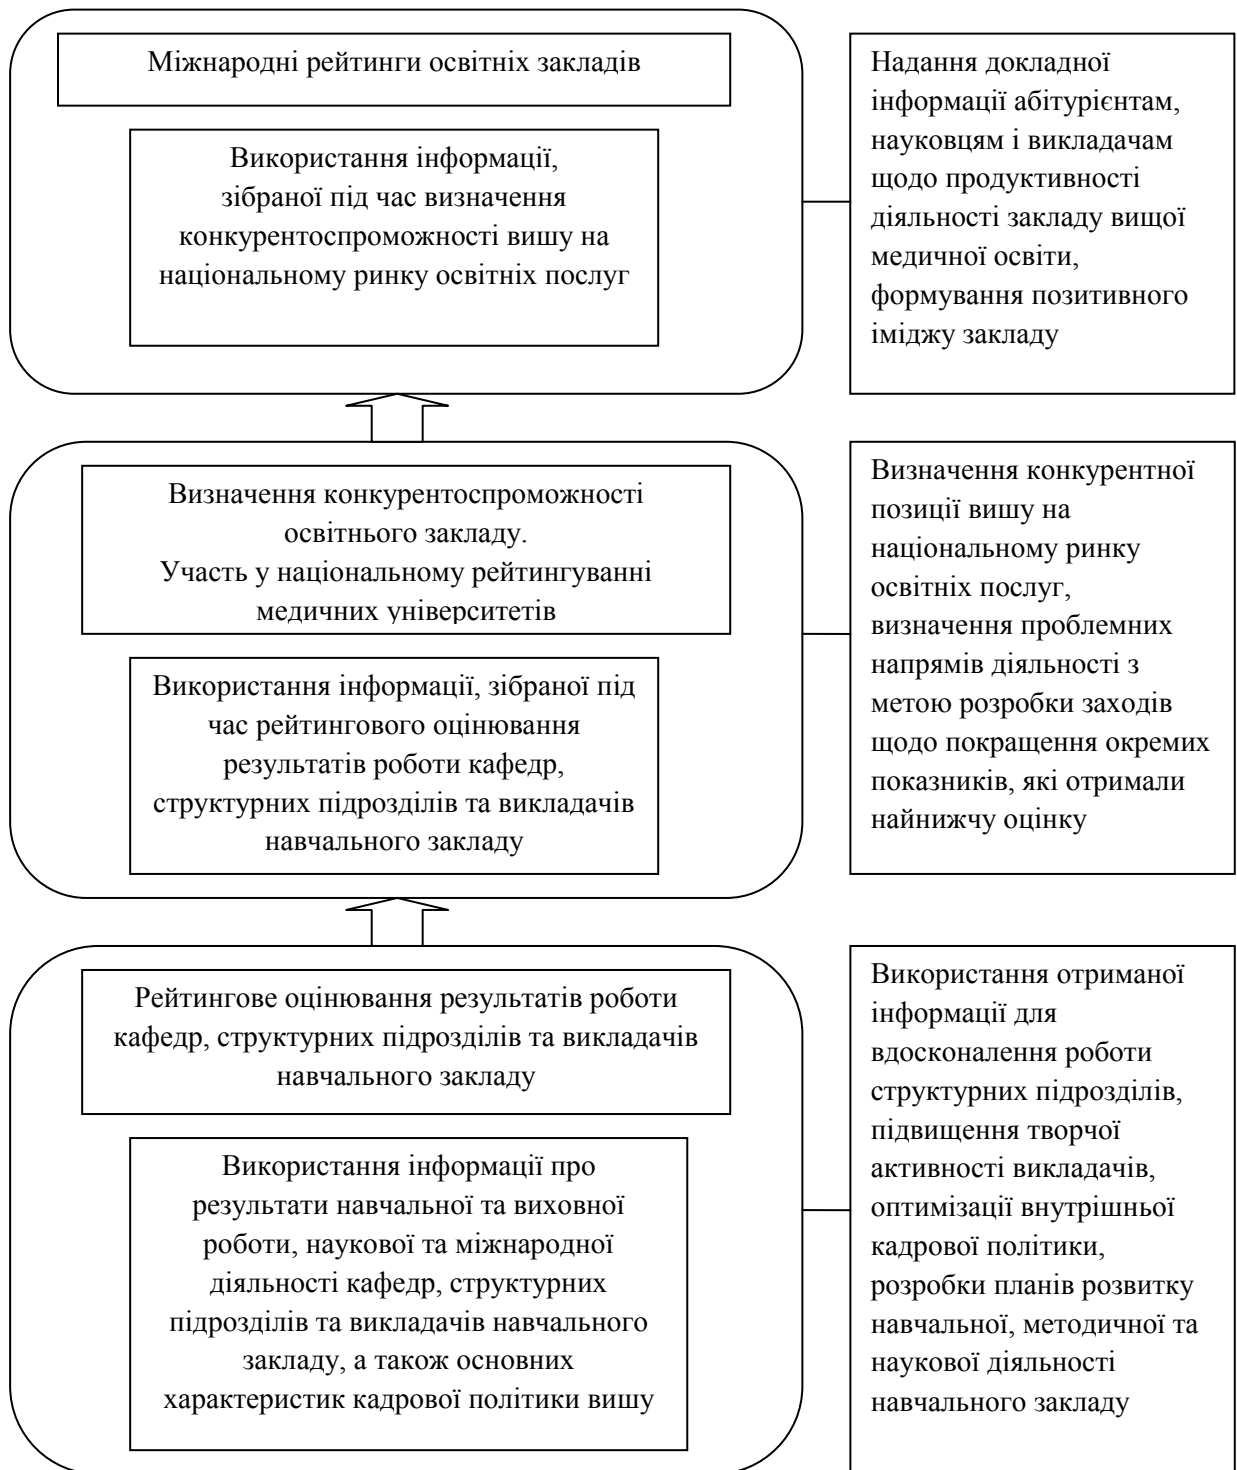 Міжнародні рейтинги освітніх закладів
Використання інформації,
зібраної під час визначення
конкурентоспроможності вишу на
національному ринку освітніх послуг
Надання докладної
інформації абітурієнтам,
науковцям і викладачам
щодо продуктивності
діяльності закладу вищої
медичної освіти,
формування позитивного
іміджу закладу
Визначення конкурентоспроможності
освітнього закладу.
Участь у національному рейтингуванні
медичних університетів
Використання інформації, зібраної під
час рейтингового оцінювання
результатів роботи кафедр,
структурних підрозділів та викладачів
навчального закладу
Визначення конкурентної
позиції вишу на
національному ринку
освітніх послуг,
визначення проблемних
напрямів діяльності з
метою розробки заходів
щодо покращення окремих
показників, які отримали
найнижчу оцінку
Рейтингове оцінювання результатів роботи
кафедр, структурних підрозділів та викладачів
навчального закладу
Використання інформації про
результати навчальної та виховної
роботи, наукової та міжнародної
діяльності кафедр, структурних
підрозділів та викладачів навчального
закладу, а також основних
характеристик кадрової політики вишу
Використання отриманої
інформації для
вдосконалення роботи
структурних підрозділів,
підвищення творчої
активності викладачів,
оптимізації внутрішньої
кадрової політики,
розробки планів розвитку
навчальної, методичної та
наукової діяльності
навчального закладу